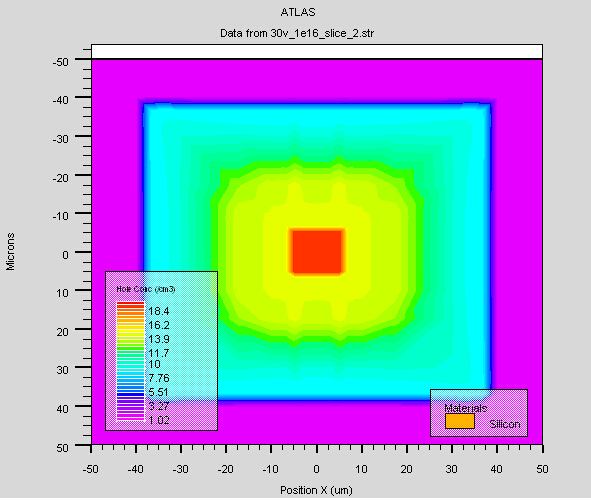 ATLAS
Data from 30v_1e16_slice_2.str
-50
-40
-30
-20
-10
0
10
20
30
40
50
Microns
Hole Conc (/cm3)
18.4
16.2
13.9
11.7
10
7.76
5.51
3.27
1.02
Materials
Silicon
-50 -40 -30 -20 -10 0 10 20 30 40 50
Position X (um)